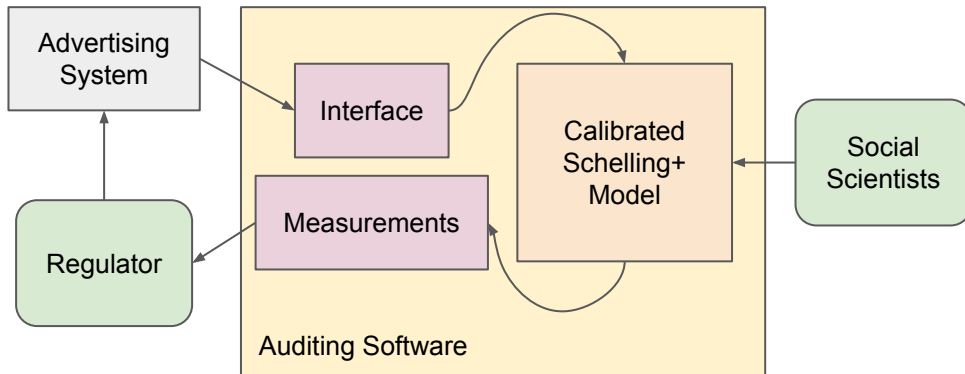 Advertising
System
Interface
Calibrated
Schelling+
Model
Social
Scientists
Measurements
Regulator
Auditing Software